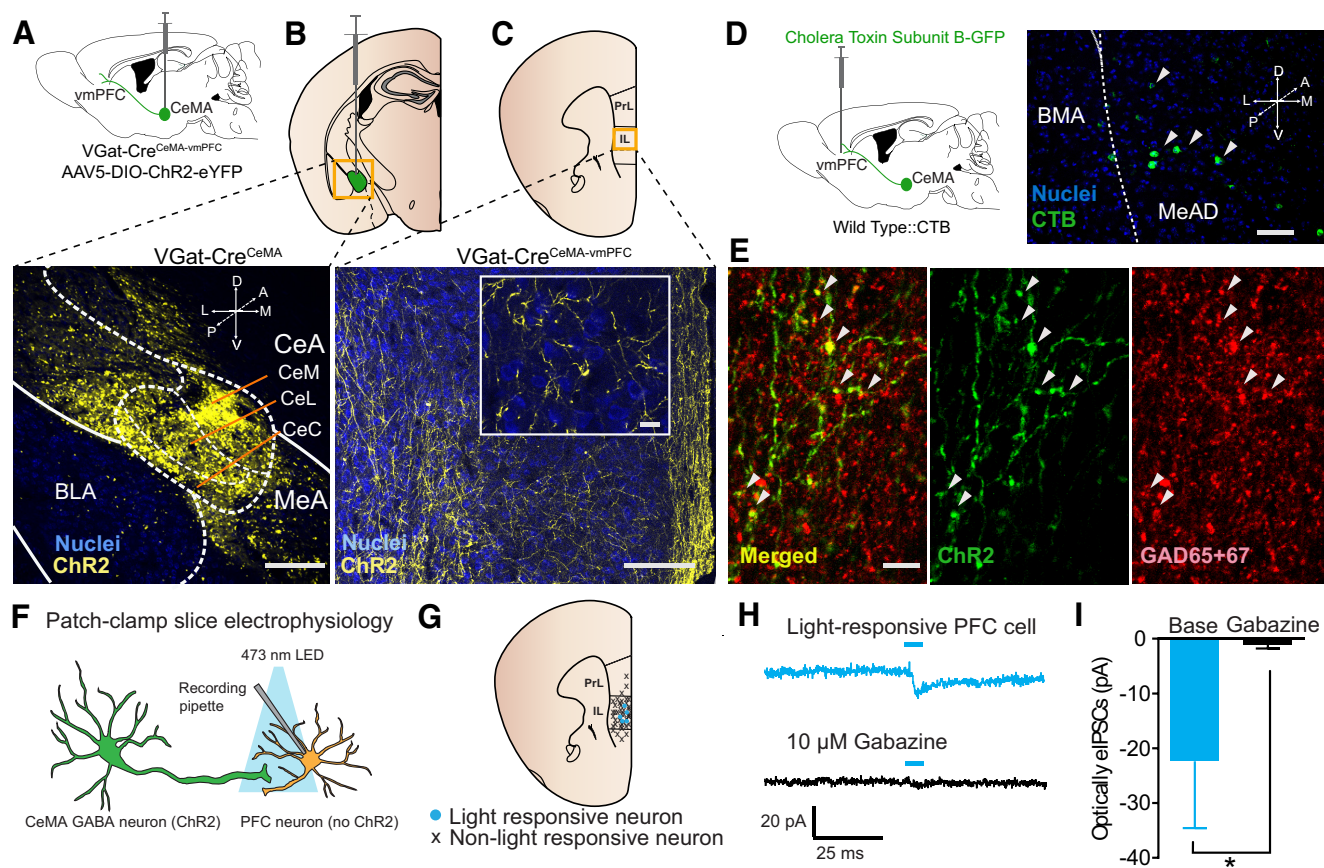 A
vmPFC
CeMA
VGat-Cre^CeMA-vmPFC
AAV5-DIO-ChR2-eYFP
B
C
PrL
IL
D
Cholera Toxin Subunit B-GFP
vmPFC
CeMA
Wild Type::CTB
BMA
D
A
L
M
P
V
Nuclei
CTB
MeAD
VGat-Cre^CeMA
D
A
L
M
P
V
CeA
CeM
CeL
CeC
BLA
MeA
Nuclei
ChR2
VGat-Cre^CeMA-vmPFC
Nuclei
ChR2
E
Merged
ChR2
GAD65+67
F
Patch-clamp slice electrophysiology
473 nm LED
Recording
pipette
CeMA GABA neuron (ChR2)
PFC neuron (no ChR2)
G
PrL
IL
Light responsive neuron
x Non-light responsive neuron
H
Light-responsive PFC cell
10 µM Gabazine
20 pA
25 ms
I
Base
Gabazine
Optically eIPSCs (pA)
0
-10
-20
-30
-40
*